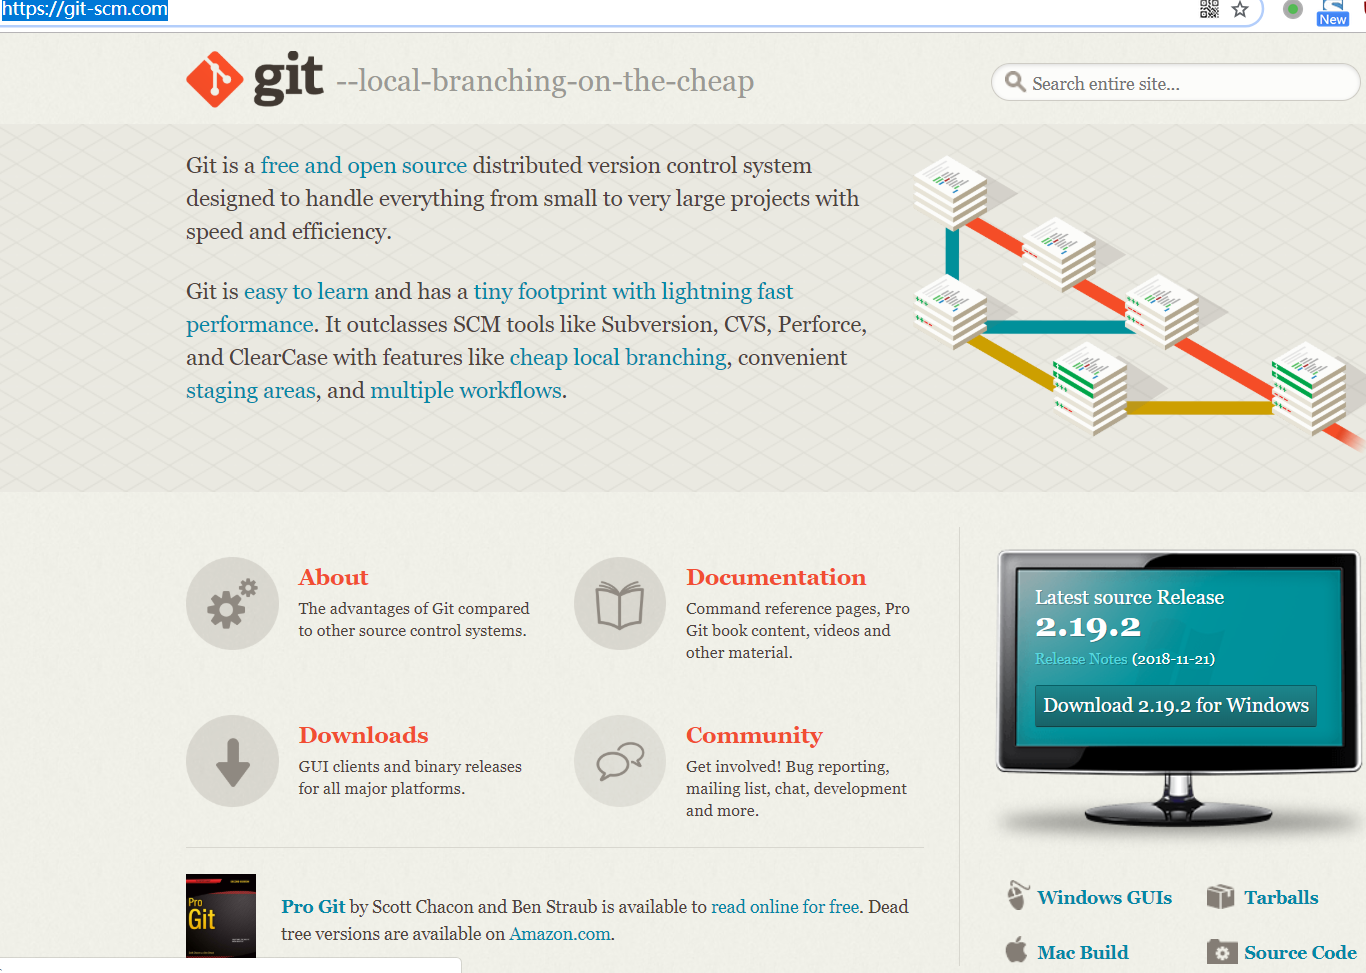 https://git-scm.com
New
git --local-branching-on-the-cheap
Search entire site...
Git is a free and open source distributed version control system
designed to handle everything from small to very large projects with
speed and efficiency.
Git is easy to learn and has a tiny footprint with lightning fast
performance. It outclasses SCM tools like Subversion, CVS, Perforce,
and ClearCase with features like cheap local branching, convenient
staging areas, and multiple workflows.
About
The advantages of Git compared
to other source control systems.
Documentation
Command reference pages, Pro
Git book content, videos and
other material.
Downloads
GUI clients and binary releases
for all major platforms.
Community
Get involved! Bug reporting,
mailing list, chat, development
and more.
Latest source Release
2.19.2
Release Notes (2018-11-21)
Download 2.19.2 for Windows
Pro
Git
Pro Git by Scott Chacon and Ben Straub is available to read online for free. Dead
tree versions are available on Amazon.com.
Windows GUIs
Tarballs
Mac Build
Source Code